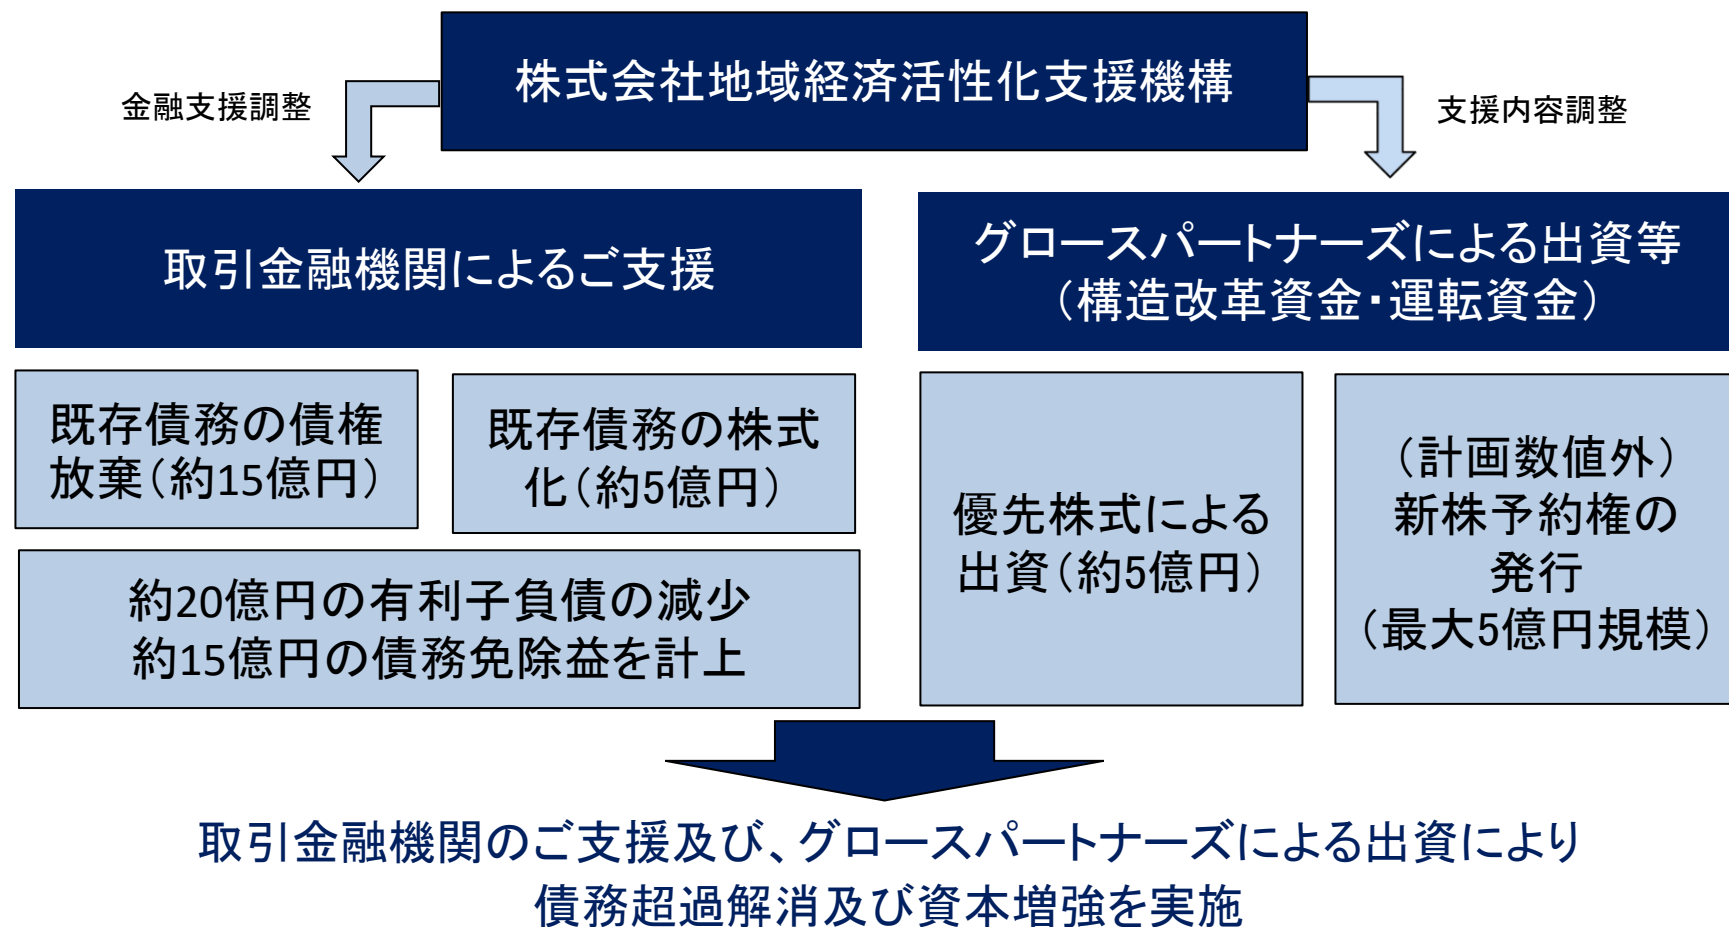 株式会社地域経済活性化支援機構
金融支援調整
支援内容調整
取引金融機関によるご支援
グロースパートナーズによる出資等
（構造改革資金・運転資金）
既存債務の債権
放棄（約15億円）
既存債務の株式
化（約5億円）
約20億円の有利子負債の減少
約15億円の債務免除益を計上
優先株式による
出資（約5億円）
（計画数値外）
新株予約権の
発行
（最大5億円規模）
取引金融機関のご支援及び、グロースパートナーズによる出資により
債務超過解消及び資本増強を実施